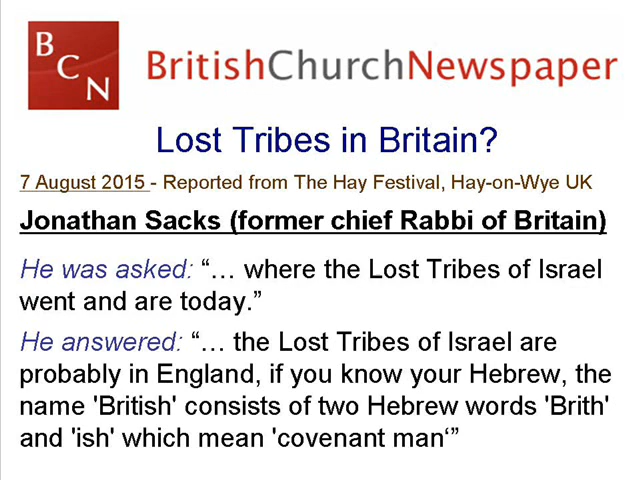 B
C
N
BritishChurchNewspaper
Lost Tribes in Britain?
7 August 2015 - Reported from The Hay Festival, Hay-on-Wye UK
Jonathan Sacks (former chief Rabbi of Britain)
He was asked: “… where the Lost Tribes of Israel
went and are today.”
He answered: “… the Lost Tribes of Israel are
probably in England, if you know your Hebrew, the
name 'British' consists of two Hebrew words 'Brith'
and 'ish' which mean 'covenant man‘”